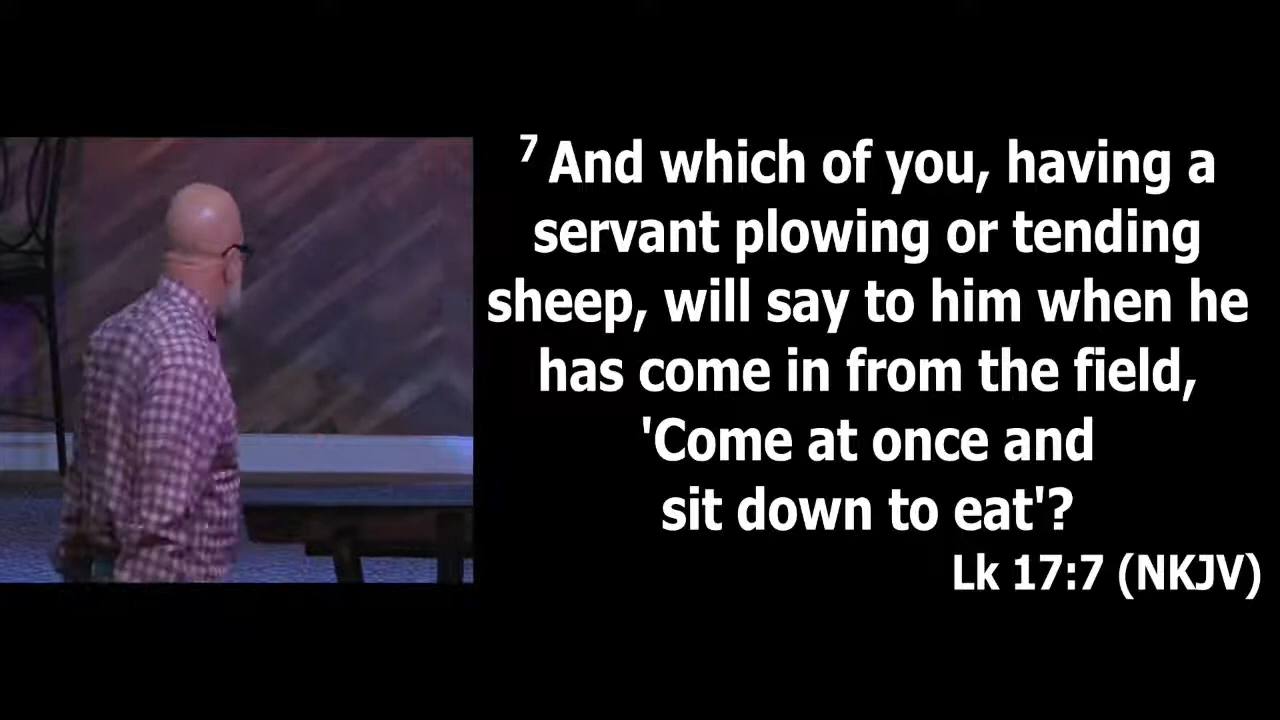 7 And which of you, having a
servant plowing or tending
sheep, will say to him when he
has come in from the field,
'Come at once and
sit down to eat'?
Lk 17:7 (NKJV)